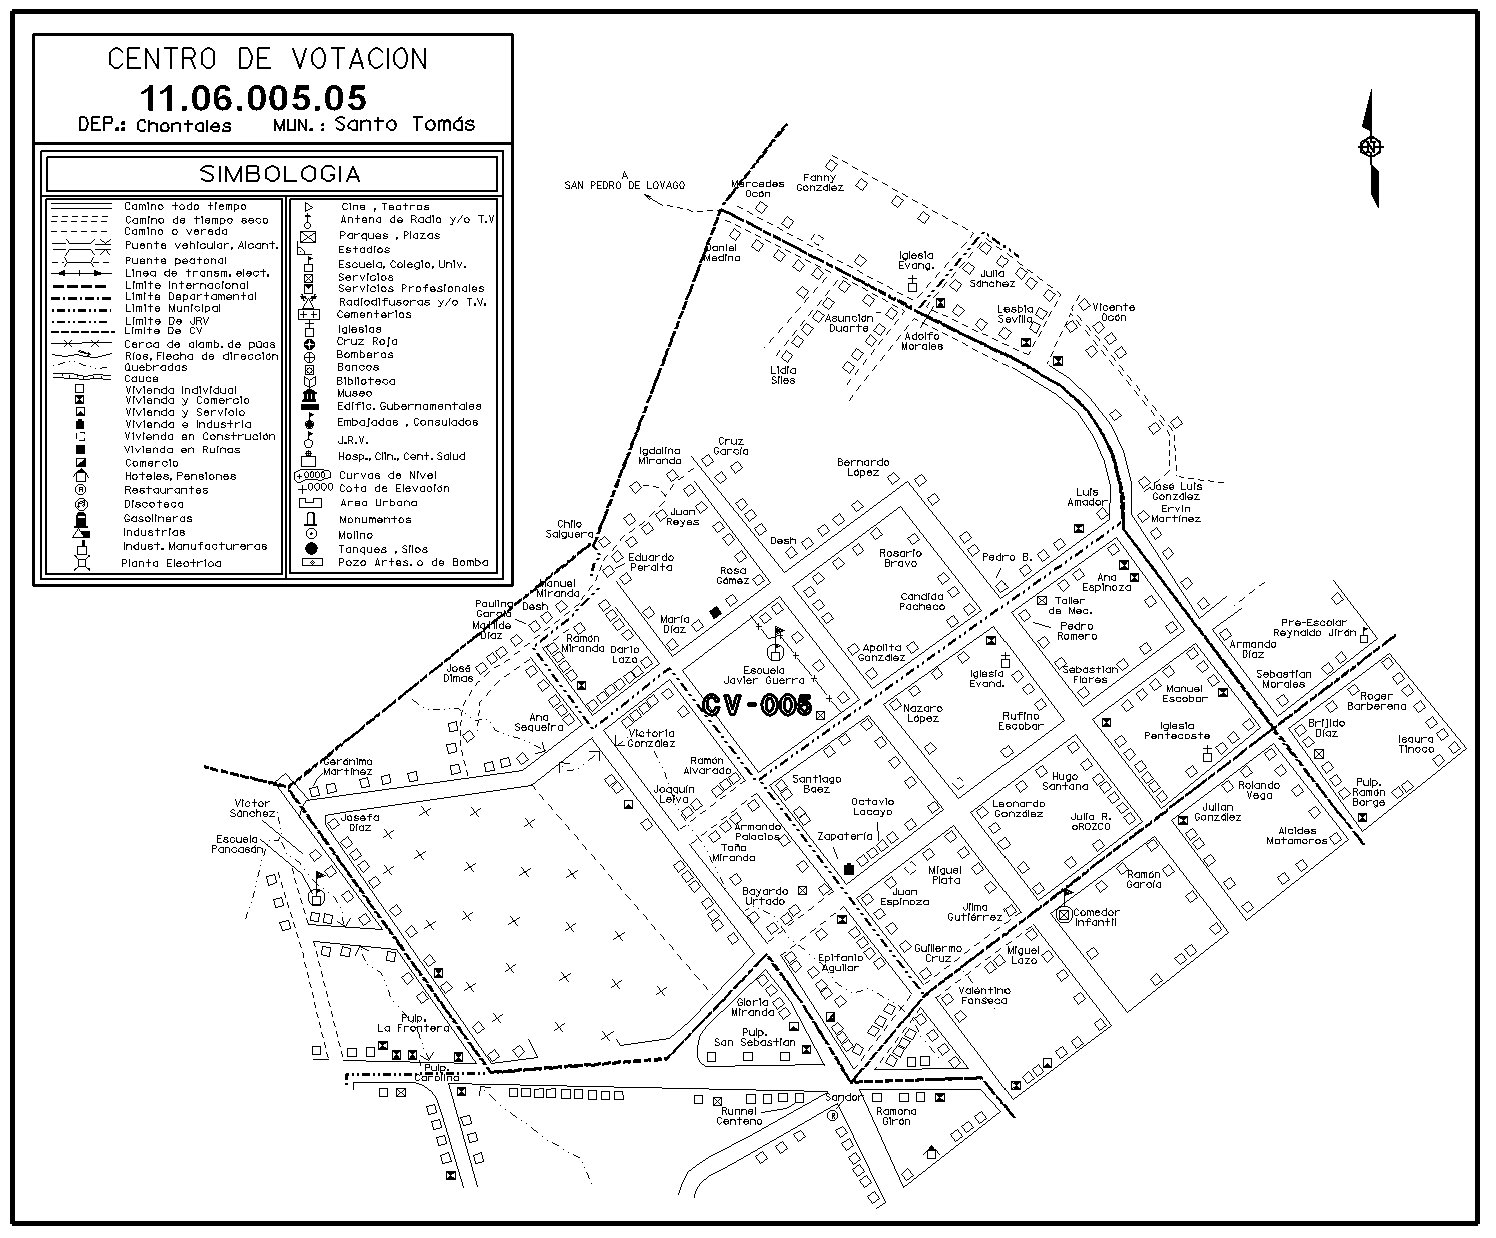 CENTRO DE VOTACION
11.06.005.05
DEP.: Chontales MUN.: Santo Tomás
SIMBOLOGIA
Camino todo tiempo
Camino de tiempo seco
Camino o vereda
Puente vehicular, Alcant.
Puente peatonal
Linea de transm. elect.
Limite Internacional
Limite Departamental
Limite Municipal
Limite De JRV
Limite De CV
Cerca de alamb. de púas
Ríos, Flecha de dirección
Quebradas
Cauce
Vivienda Individual
Vivienda y Comercio
Vivienda y Servicio
Vivienda e Industria
Vivienda en Construción
Vivienda en Ruinas
Comercio
Hoteles, Pensiones
Restaurantes
Discoteca
Gasolineras
Industrias
Indust. Manufactureras
Planta Electrica
Cine , Teatros
Antena de Radio y/o T.V
Parques , Plazas
Estadios
Escuela, Colegio, Univ.
Servicios
Servicios Profesionales
Radiodifusoras y/o T.V.
Cementerios
Iglesias
Cruz Roja
Bomberos
Bancos
Biblioteca
Museo
Edific. Gubernamentales
Embajadas , Consulados
J.R.V.
Hosp., Clin., Cent. Salud
Curvas de Nivel
+0000 Cota de Elevación
Area Urbana
Monumentos
Molino
Tanques , Silos
Pozo Artes. o de Bomba
A
SAN PEDRO DE LOVAGO
Mercedes
Ocón
Fanny
González
Daniel
Medina
Iglesia
Evang.
Julia
Sánchez
Lesbia
Sevilla
Vicente
Ocón
Asunción
Duarte
Adolfo
Morales
Lidia
Siles
Igdalina
Miranda
Cruz
García
Bernardo
López
Luis
Amador
José Luis
González
Ervin
Martínez
Chilo
Salguera
Juan
Reyes
Desh
Rosario
Bravo
Pedro B.
Eduardo
Peralta
Rosa
Gómez
Ana
Espinoza
Manuel
Miranda
Desh
Paulina
García
Matilde
Díaz
María
Díaz
Candida
Pacheco
Taller
de Mec.
Pedro
Romero
Pre-Escolar
Reynaldo Jirón
Armando
Díaz
Ramón
Miranda
Darío
Lazo
José
Dimas
Escuela
Javier Guerra
CV-005
Apolita
González
Iglesia
Evand.
Sebastian
Flores
Sebastian
Morales
Manuel
Escobar
Roger
Barberena
Ana
Sequeira
Victoria
González
Nazaro
López
Rufino
Escobar
Iglesia
Pentecoste
Brijido
Díaz
Isaura
Tinoco
Geronima
Martínez
Ramón
Alvarado
Joaquín
Leiva
Santiago
Baez
Hugo
Santana
Rolando
Vega
Pulp.
Ramón
Borge
Victor
Sánchez
Josefa
Díaz
Octavio
Lacayo
Leonardo
González
Julia R.
oROZCO
Julian
González
Alcides
Matamoros
Escuela
Pancasán
Armando
Palacios
Taña
Miranda
Zapatería
Bayardo
Urtado
Juan
Espinoza
Miguel
Plata
Ramón
García
Jilma
Gutiérrez
Comedor
Infantil
Epifanio
Aguilar
Guillermo
Cruz
Miguel
Lazo
Valentino
Fonseca
Gloria
Miranda
Pulp.
San Sebastian
Pulp.
La Frontera
Pulp.
Carolina
Runnel
Centeno
Sandor
Ramona
Girón